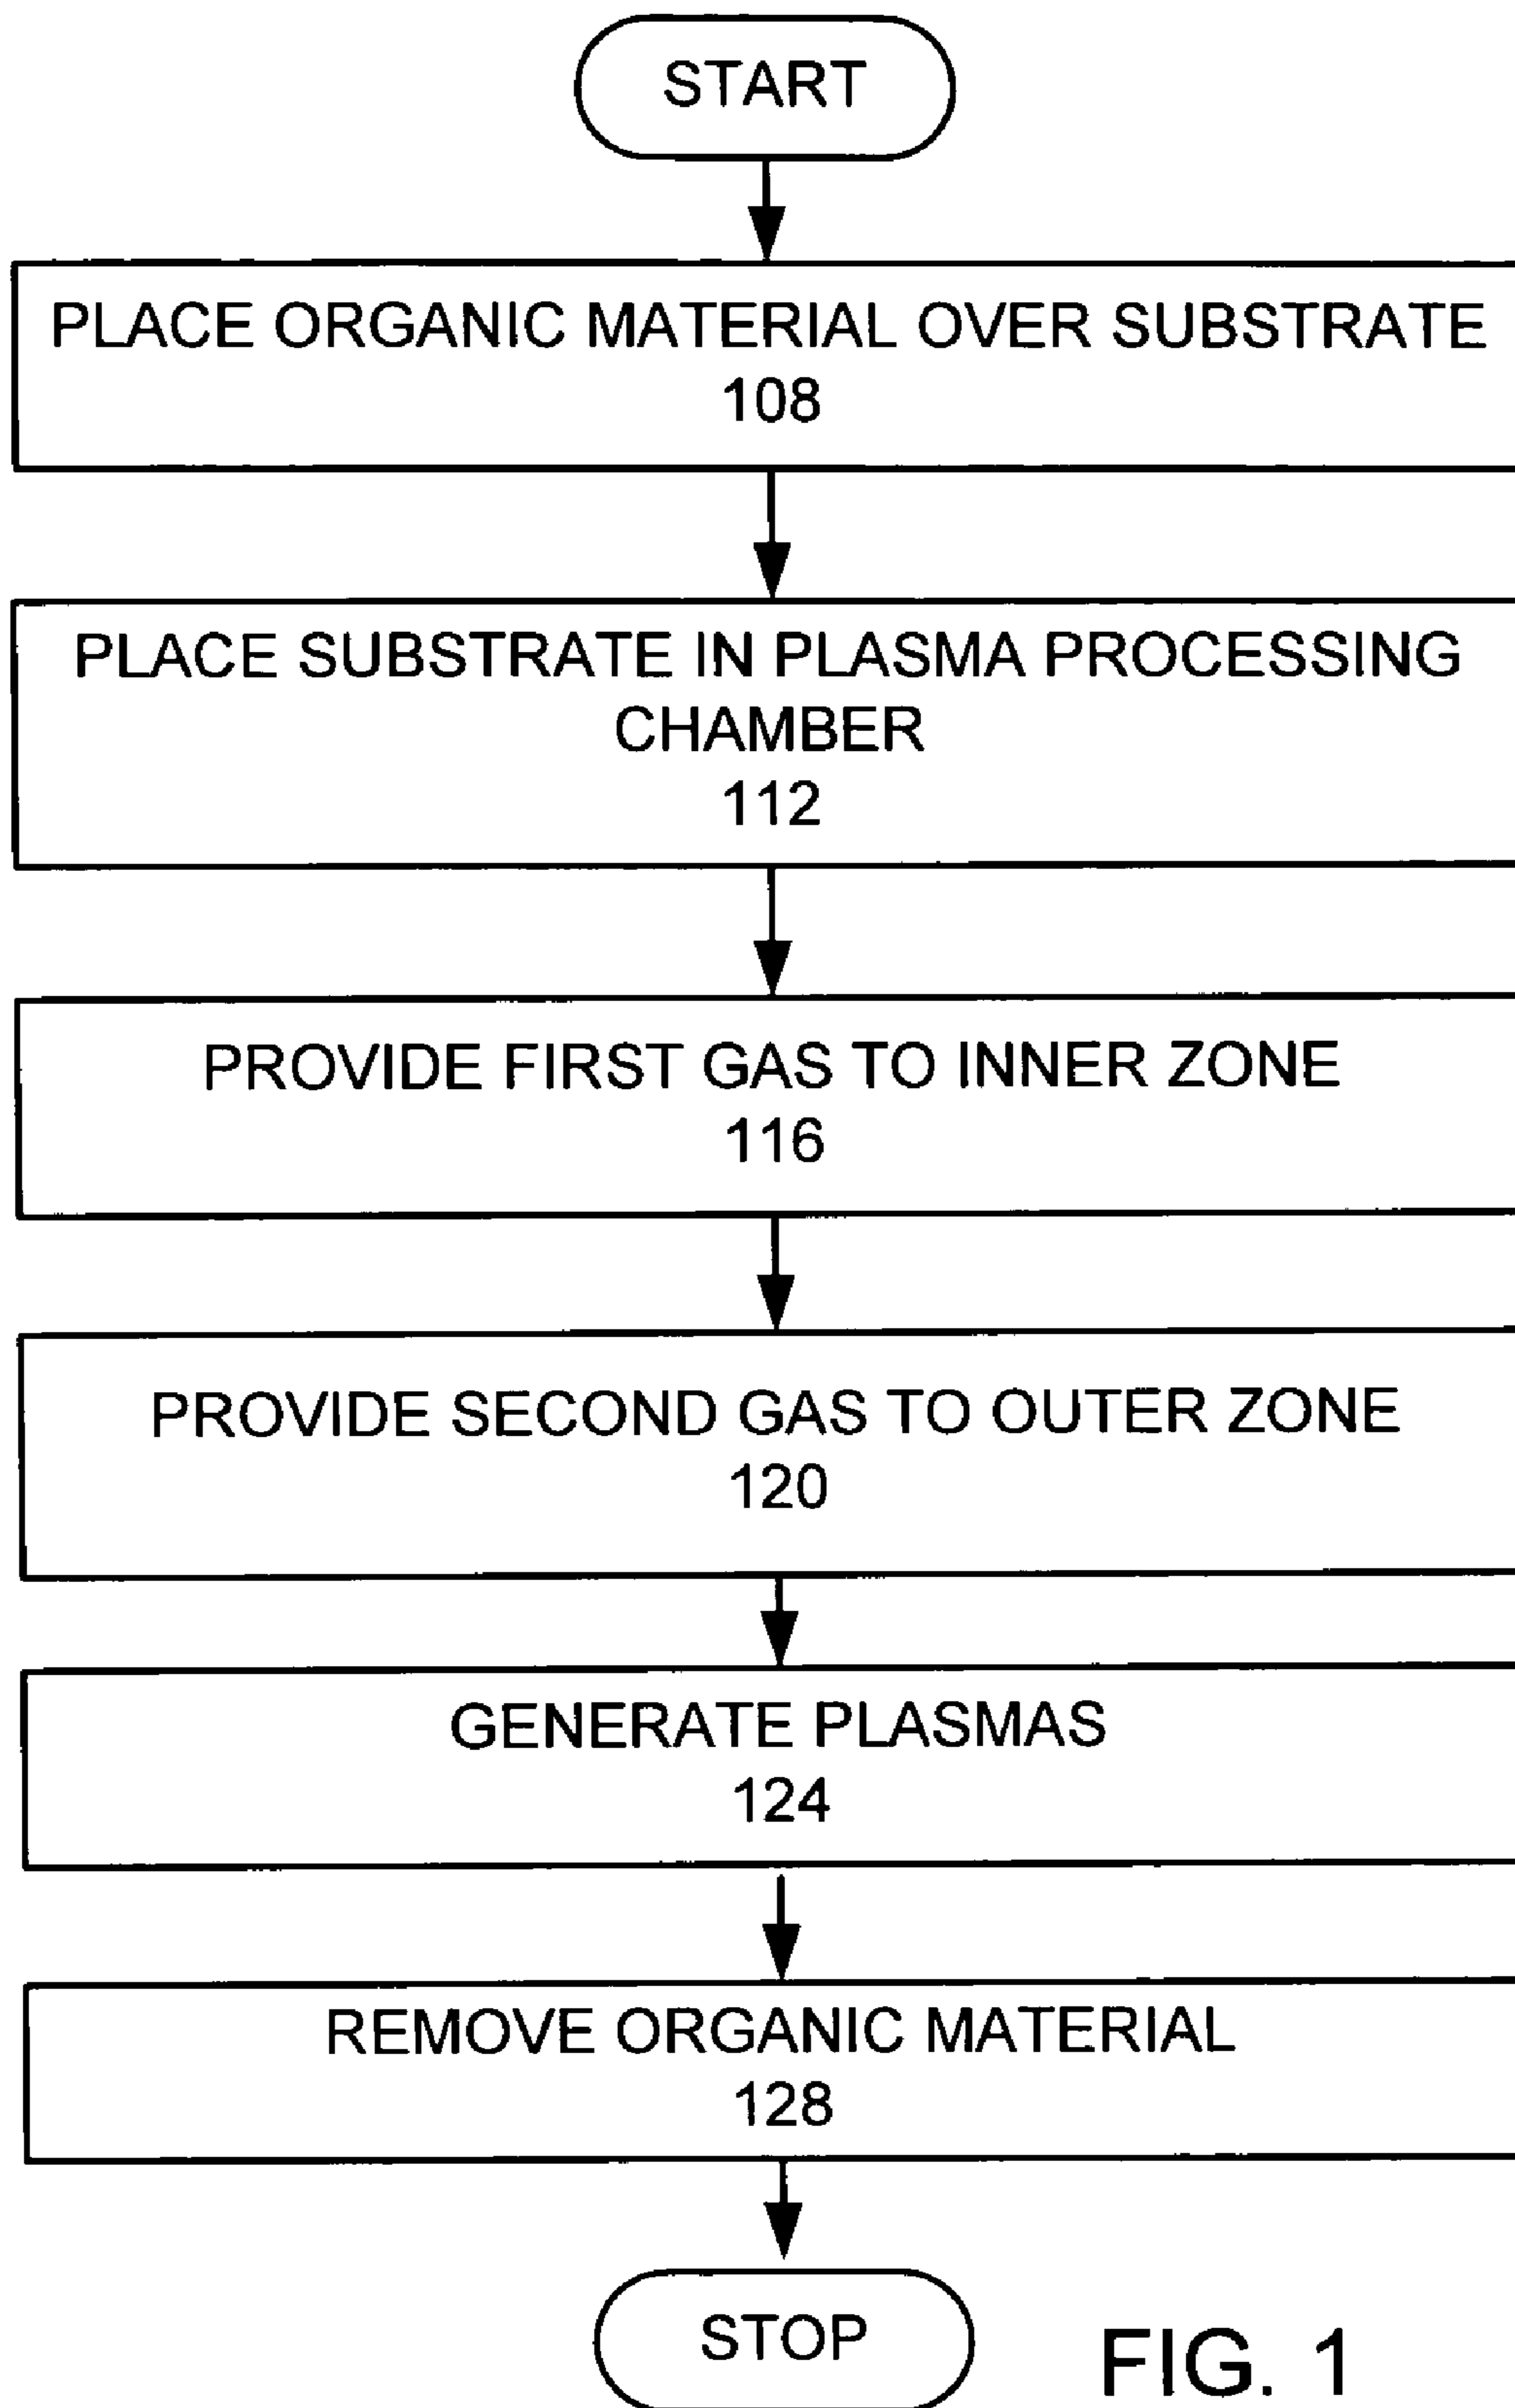 START
PLACE ORGANIC MATERIAL OVER SUBSTRATE
108
PLACE SUBSTRATE IN PLASMA PROCESSING
CHAMBER
112
PROVIDE FIRST GAS TO INNER ZONE
116
PROVIDE SECOND GAS TO OUTER ZONE
120
GENERATE PLASMAS
124
REMOVE ORGANIC MATERIAL
128
STOP
FIG. 1